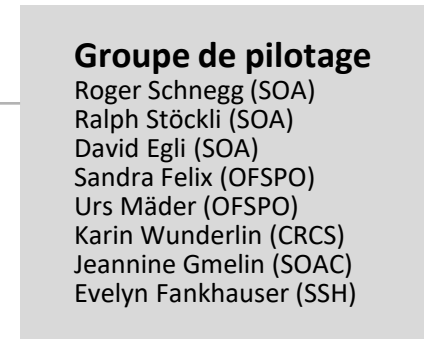 Groupe de pilotage
Roger Schnegg (SOA)
Ralph Stöckli (SOA)
David Egli (SOA)
Sandra Felix (OFSPO)
Urs Mäder (OFSPO)
Karin Wunderlin (CRCS)
Jeannine Gmelin (SOAC)
Evelyn Fankhauser (SSH)